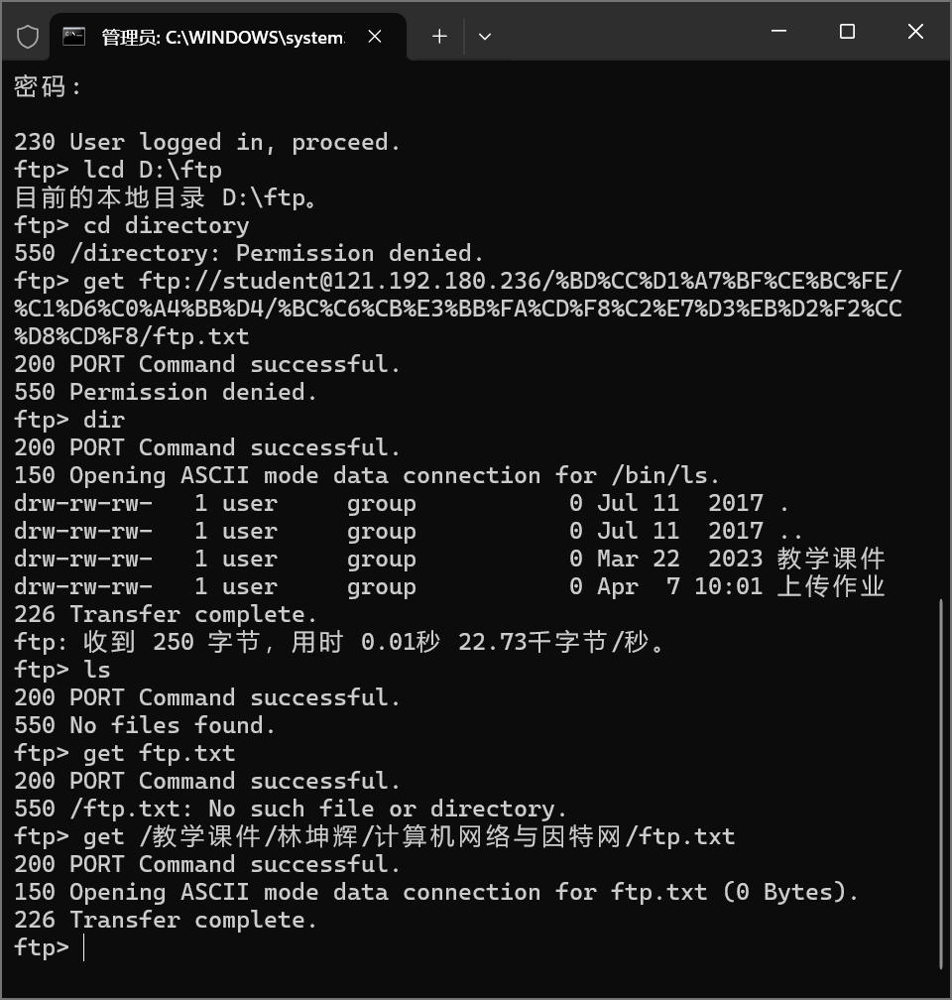 管理员: C:\WINDOWS\system
密码:
230 User logged in, proceed.
ftp> lcd D:\ftp
目前的本地目录 D:\ftp。
ftp> cd directory
550 /directory: Permission denied.
ftp> get ftp://student@121.192.180.236/%BD%CC%D1%A7%BF%CE%BC%FE/
%C1%D6%C0%A4%BB%D4/%BC%C6%CB%E3%BB%FA%CD%F8%C2%E7%D3%EB%D2%F2%CC
%D8%CD%F8/ftp.txt
200 PORT Command successful.
550 Permission denied.
ftp> dir
200 PORT Command successful.
150 Opening ASCII mode data connection for /bin/ls.
drw-rw-rw-   1 user     group           0 Jul 11  2017 .
drw-rw-rw-   1 user     group           0 Jul 11  2017 ..
drw-rw-rw-   1 user     group           0 Mar 22  2023 教学课件
drw-rw-rw-   1 user     group           0 Apr  7 10:01 上传作业
226 Transfer complete.
ftp: 收到 250 字节，用时 0.01秒 22.73千字节/秒。
ftp> ls
200 PORT Command successful.
550 No files found.
ftp> get ftp.txt
200 PORT Command successful.
550 /ftp.txt: No such file or directory.
ftp> get /教学课件/林坤辉/计算机网络与因特网/ftp.txt
200 PORT Command successful.
150 Opening ASCII mode data connection for ftp.txt (0 Bytes).
226 Transfer complete.
ftp>